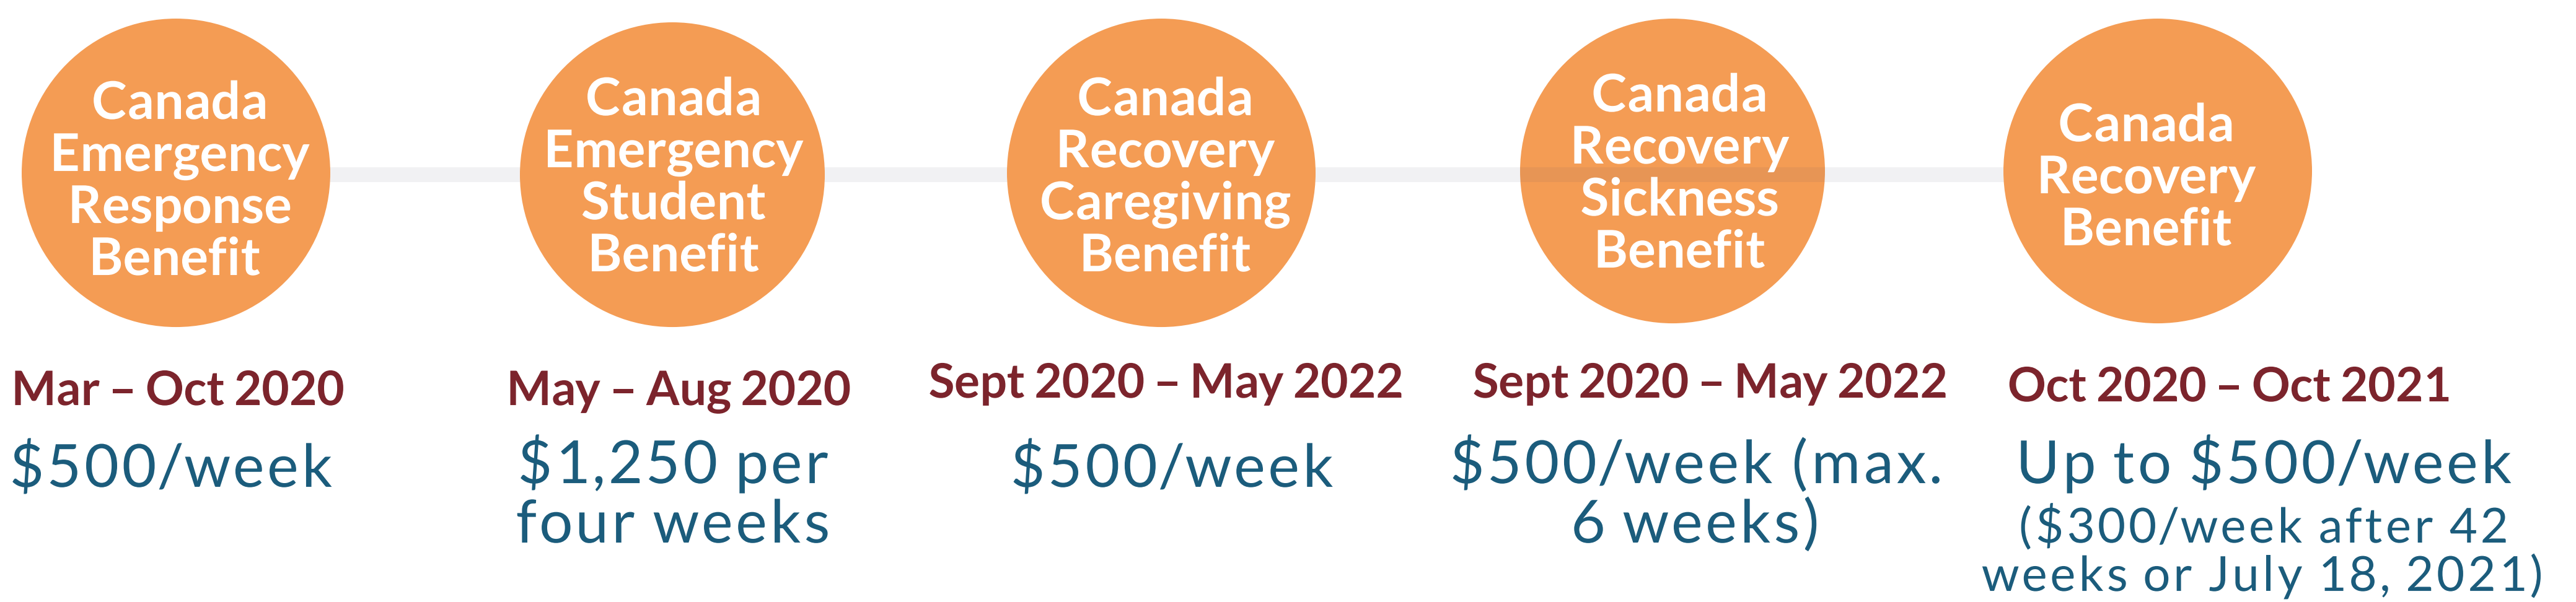 Canada
Emergency
Response
Benefit
Mar – Oct 2020
$500/week
Canada
Emergency
Student
Benefit
May – Aug 2020
$1,250 per
four weeks
Canada
Recovery
Caregiving
Benefit
Sept 2020 – May 2022
$500/week
Canada
Recovery
Sickness
Benefit
Sept 2020 – May 2022
$500/week (max.
6 weeks)
Canada
Recovery
Benefit
Oct 2020 – Oct 2021
Up to $500/week
($300/week after 42
weeks or July 18, 2021)